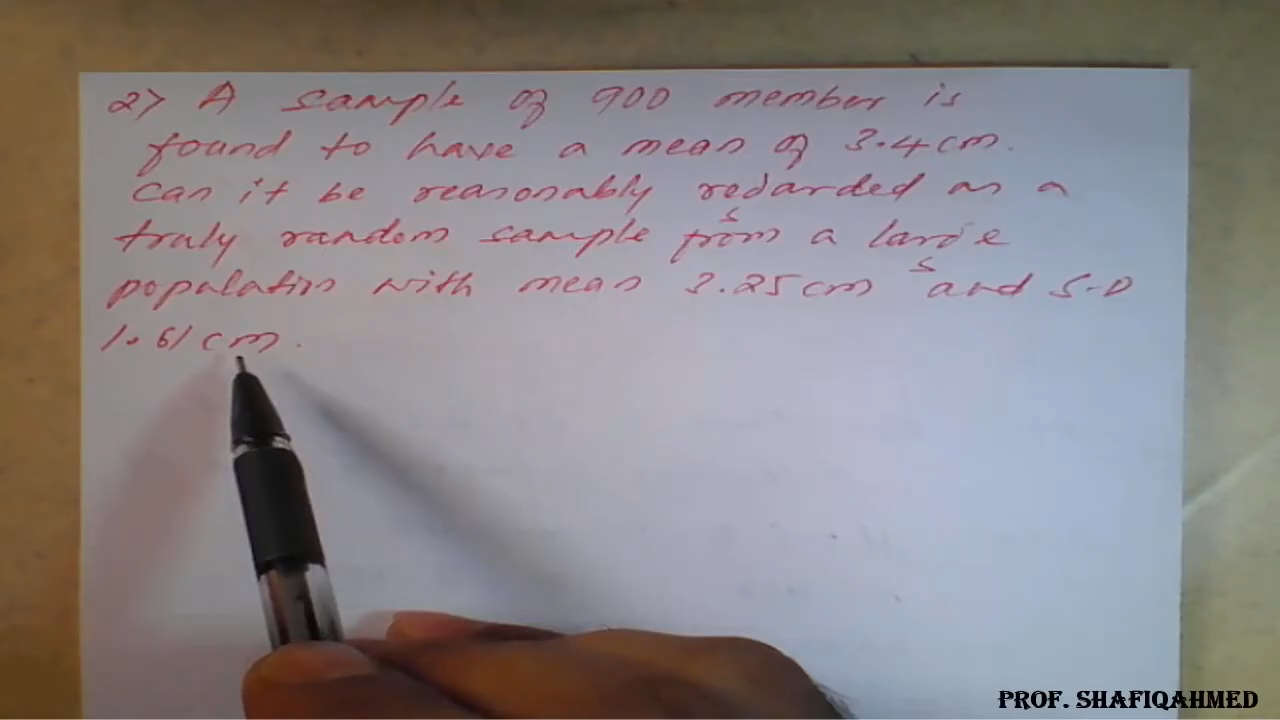 2> A sample of 900 member is
found to have a mean of 3.4cm.
can it be reasonably redarded as a
truly random sample from a large
s
population with mean 3.25cm and S.D
s
1.61cm.
PROF. SHAFIQAHMED